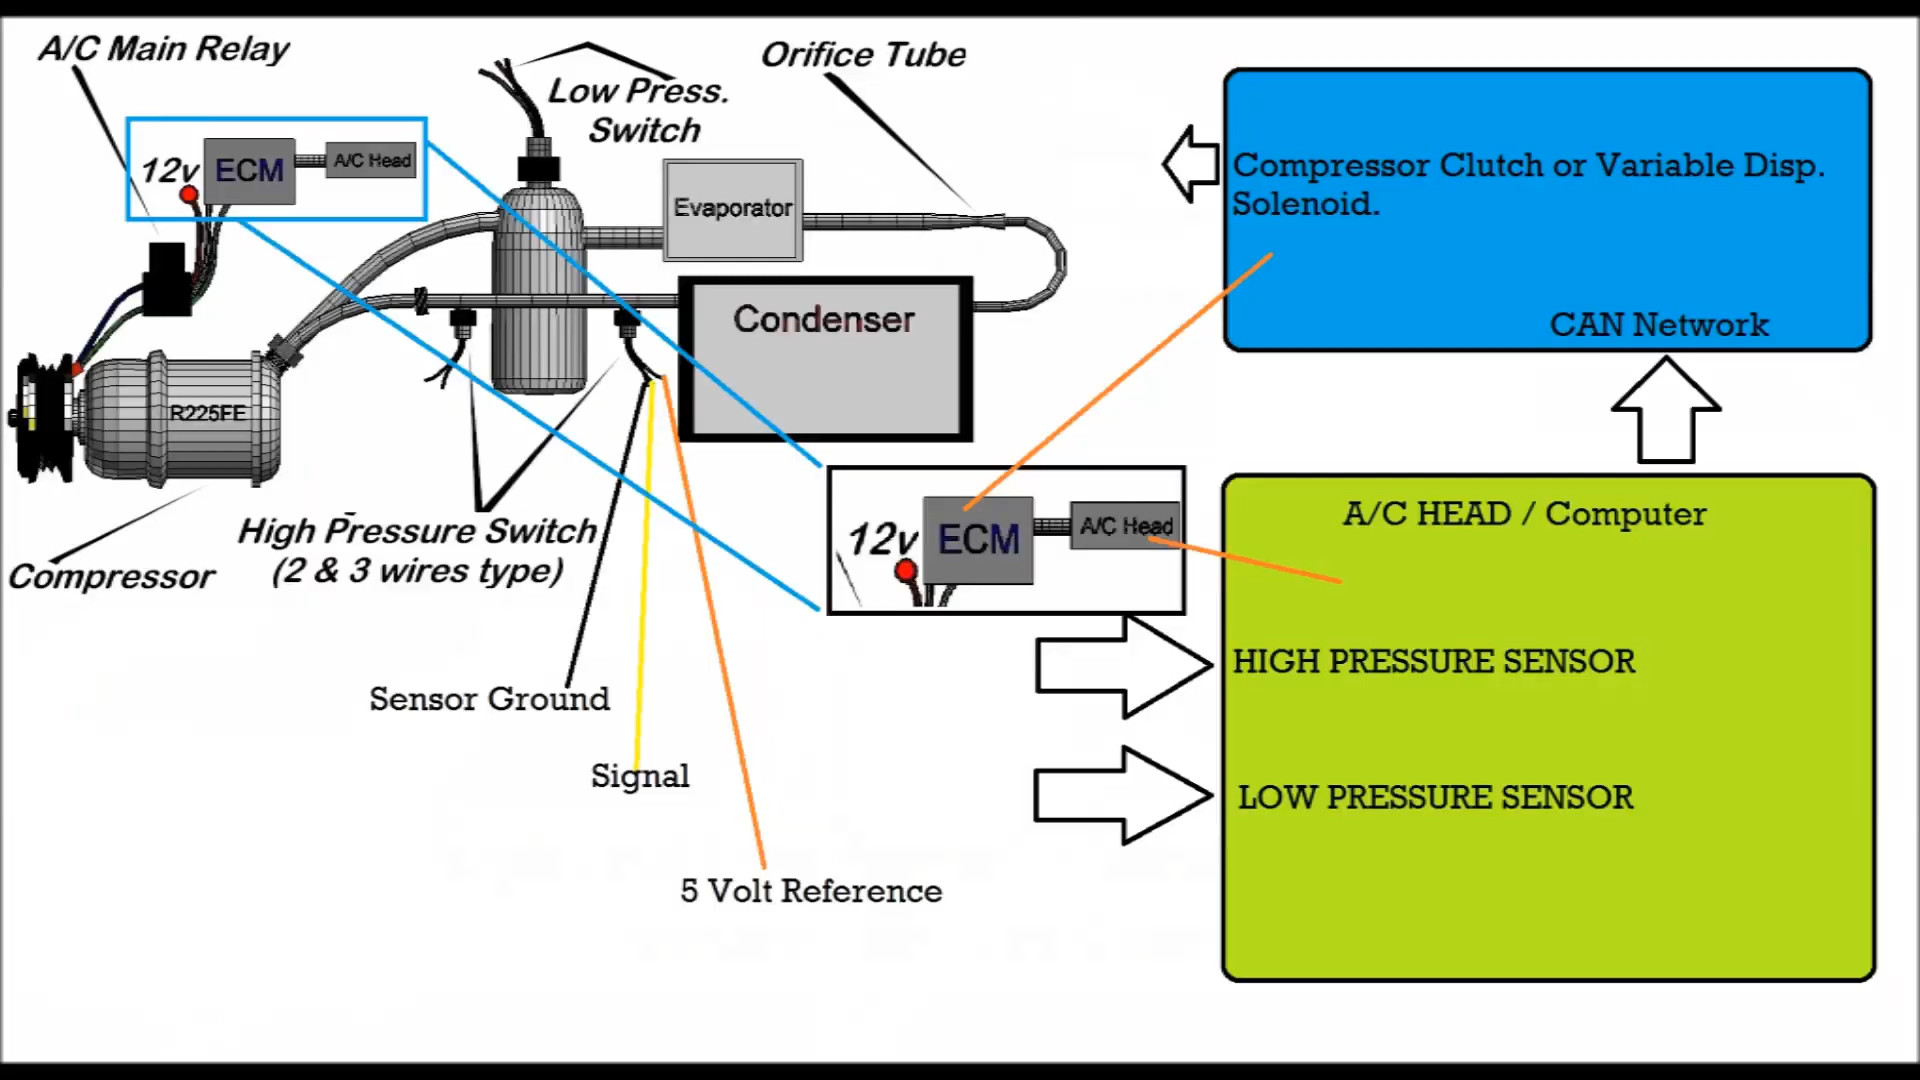 A/C Main Relay
Orifice Tube
Low Press.
Switch
12v
ECM
A/C Head
Evaporator
Compressor Clutch or Variable Disp.
Solenoid.
CAN Network
Condenser
R225FE
High Pressure Switch
(2 & 3 wires type)
Compressor
12v
ECM
A/C Head
A/C HEAD / Computer
HIGH PRESSURE SENSOR
LOW PRESSURE SENSOR
Sensor Ground
Signal
5 Volt Reference